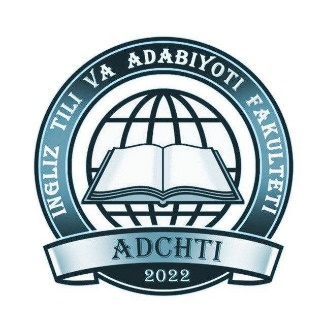 INGLIZ TILI VA ADABIYOTI FAKULTETI
ADCHTI
2022